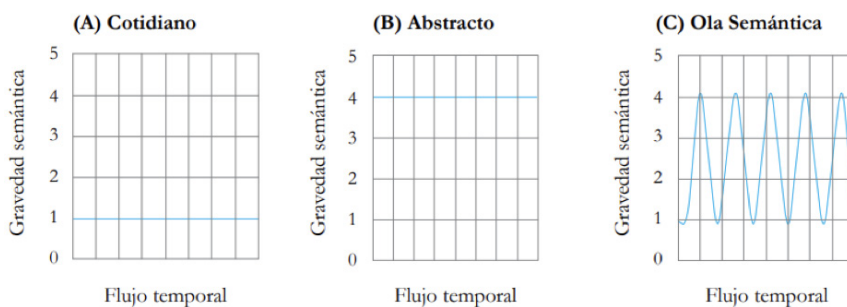 (A) Cotidiano
5
4
3
2
1
0
Gravedad semántica
Flujo temporal
(B) Abstracto
5
4
3
2
1
0
Gravedad semántica
Flujo temporal
(C) Ola Semántica
5
4
3
2
1
0
Gravedad semántica
Flujo temporal